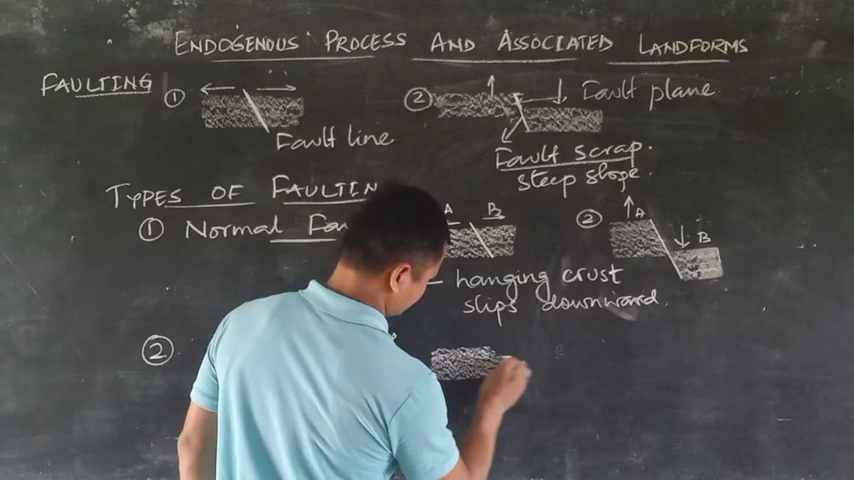 ENDOGENOUS PROCESS AND ASSOCIATED LANDFORMS
FAULTING ① ② Fault plane
Fault line
Fault scrap.
steep slope.
TYPES OF FAULTIN
① Normal A B ② A B
– hanging crust
slips downward.
②